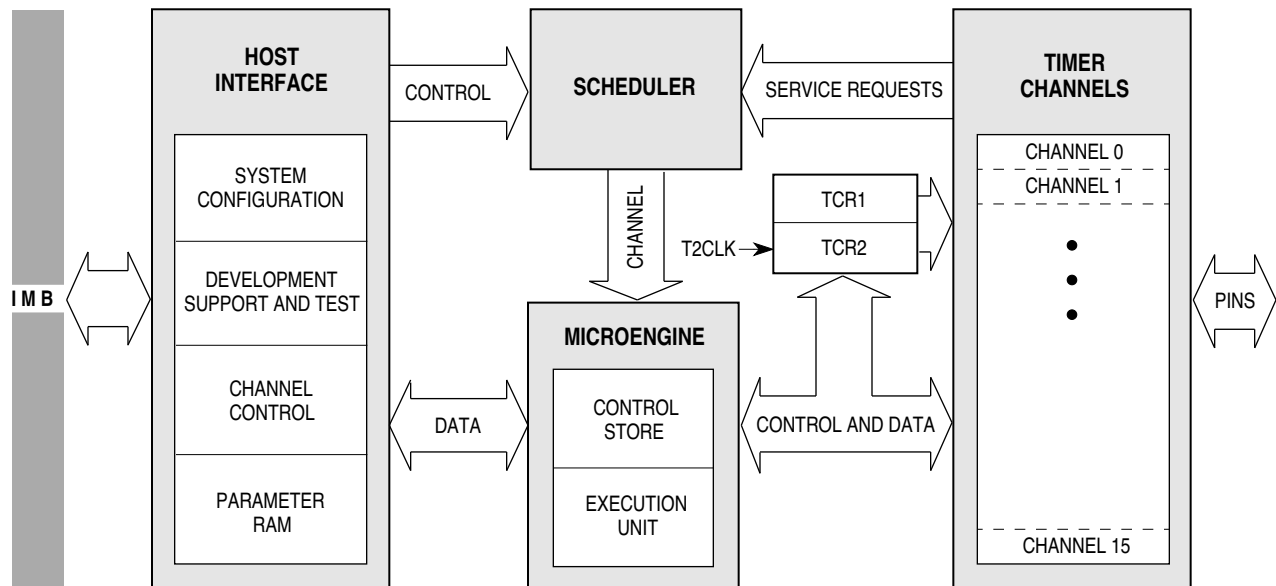 HOST
INTERFACE
SYSTEM
CONFIGURATION
DEVELOPMENT
SUPPORT AND TEST
CHANNEL
CONTROL
PARAMETER
RAM
IMB
CONTROL
SCHEDULER
SERVICE REQUESTS
CHANNEL
TCR1
T2CLK
TCR2
MICROENGINE
CONTROL
STORE
EXECUTION
UNIT
DATA
CONTROL AND DATA
TIMER
CHANNELS
CHANNEL 0
CHANNEL 1
CHANNEL 15
PINS